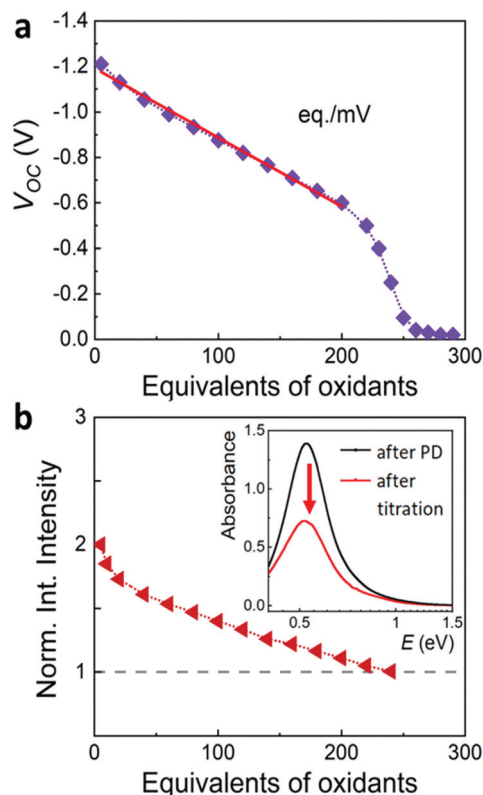 a
-1.4
-1.2
-1.0
-0.8
-0.6
-0.4
-0.2
0.0
V_OC (V)
eq./mV
0 100 200 300
Equivalents of oxidants
b
3
2
1
Norm. Int. Intensity
1.5
1.0
0.5
0.0
Absorbance
after PD
after
titration
0.5 1 1.5
E (eV)
0 100 200 300
Equivalents of oxidants